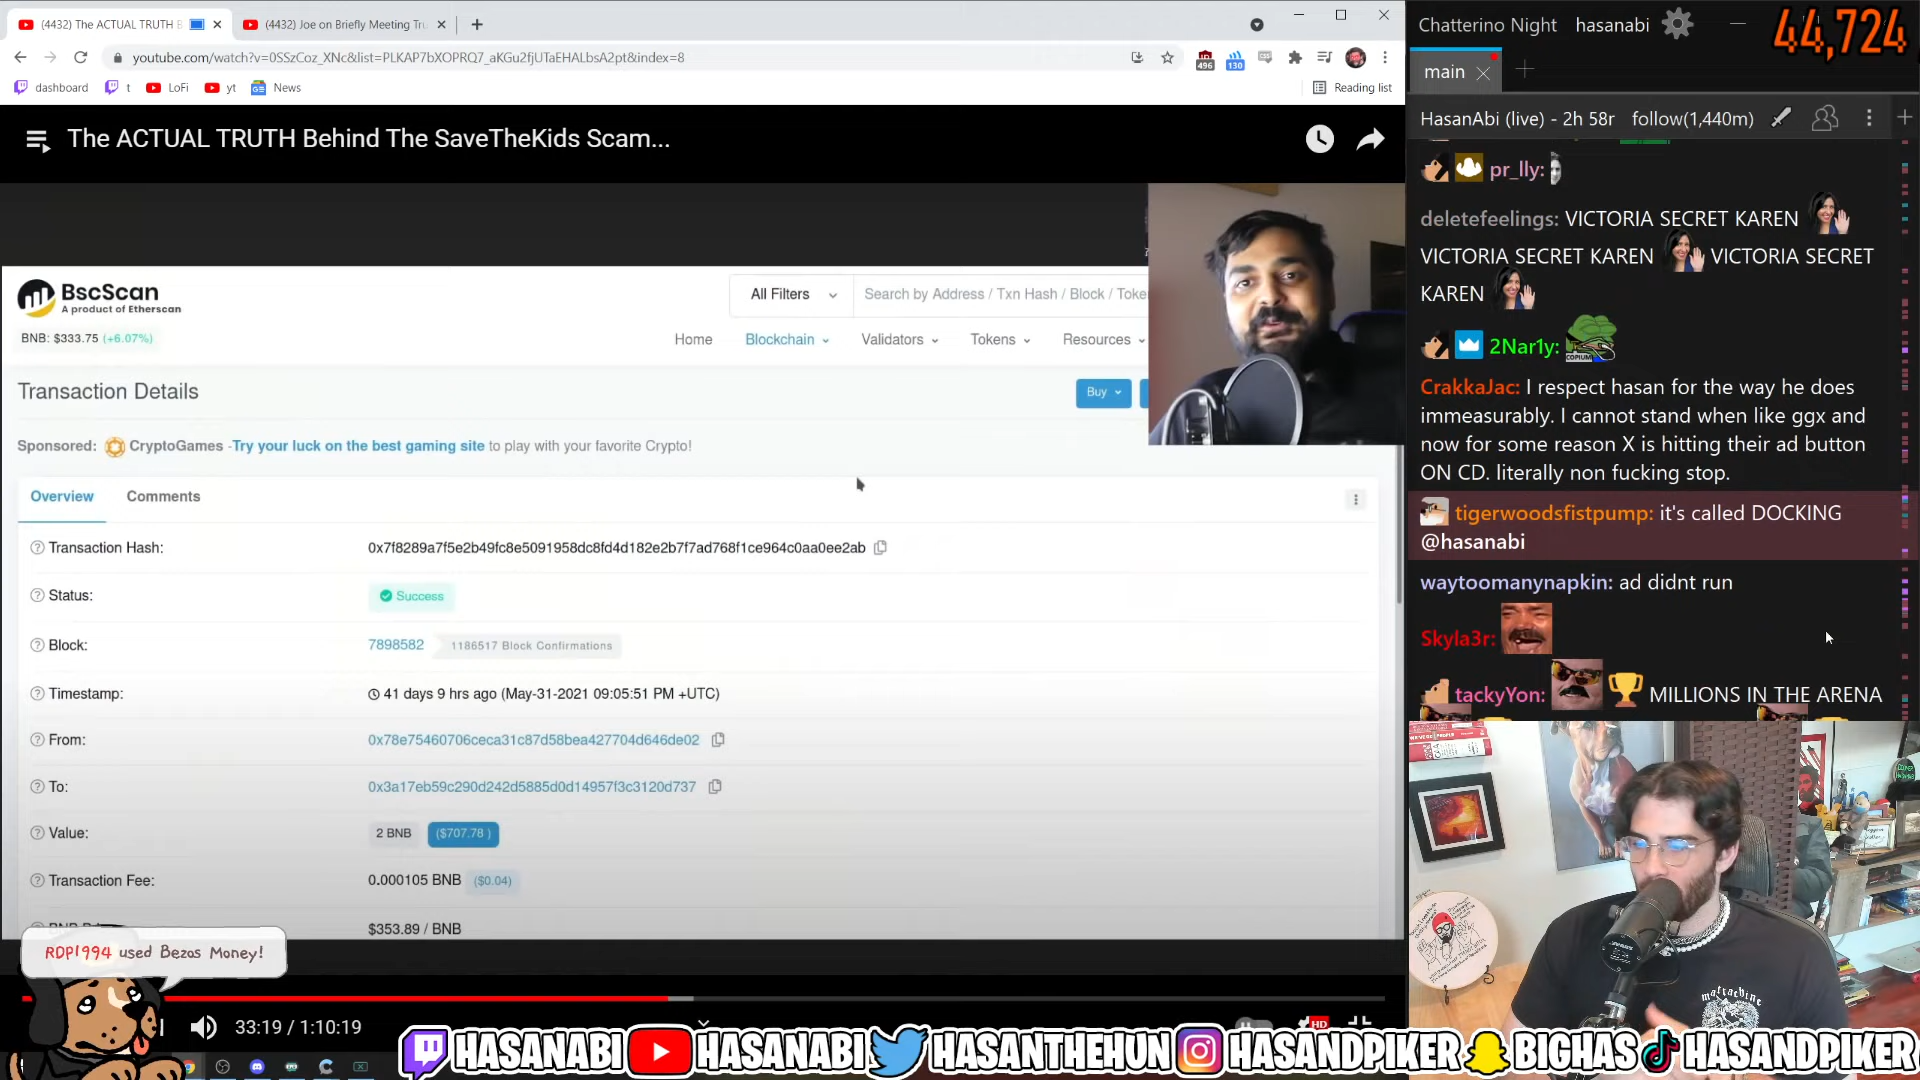 (4432) The ACTUAL TRUTH B
(4432) Joe on Briefly Meeting Tru
youtube.com/watch?v=0SSzCoz_XNc&list=PLKAP7bXOPRQ7_aKGu2fjUTaEHALbsA2pt&index=8
496
130
dashboard
t
LoFi
yt
News
Reading list
The ACTUAL TRUTH Behind The SaveTheKids Scam...
BscScan
A product of Etherscan
BNB: $333.75 (+6.07%)
All Filters
Search by Address / Txn Hash / Block / Toke
Home
Blockchain
Validators
Tokens
Resources
Transaction Details
Buy
Sponsored: CryptoGames -Try your luck on the best gaming site to play with your favorite Crypto!
Overview
Comments
Transaction Hash:
0x7f8289a7f5e2b49fc8e5091958dc8fd4d182e2b7f7ad768f1ce964c0aa0ee2ab
Status:
Success
Block:
7898582
1186517 Block Confirmations
Timestamp:
41 days 9 hrs ago (May-31-2021 09:05:51 PM +UTC)
From:
0x78e75460706ceca31c87d58bea427704d646de02
To:
0x3a17eb59c290d242d5885d0d14957f3c3120d737
Value:
2 BNB
($707.78 )
Transaction Fee:
0.000105 BNB
($0.04)
$353.89 / BNB
RDP1994 used Bezos Money!
33:19 / 1:10:19
HD
HASANABI
HASANABI
HASANTHEHUN
HASANDPIKER
BIGHAS
HASANDPIKER
Chatterino Night
hasanabi
44,724
main
HasanAbi (live) - 2h 58r
follow(1,440m)
pr_lly:
deletefeelings: VICTORIA SECRET KAREN
VICTORIA SECRET KAREN VICTORIA SECRET
KAREN
2Nar1y:
COPIUM
CrakkaJac: I respect hasan for the way he does
immeasurably. I cannot stand when like ggx and
now for some reason X is hitting their ad button
ON CD. literally non fucking stop.
tigerwoodsfistpump: it's called DOCKING
@hasanabi
waytoomanynapkin: ad didnt run
Skyla3r:
tackyYon: MILLIONS IN THE ARENA